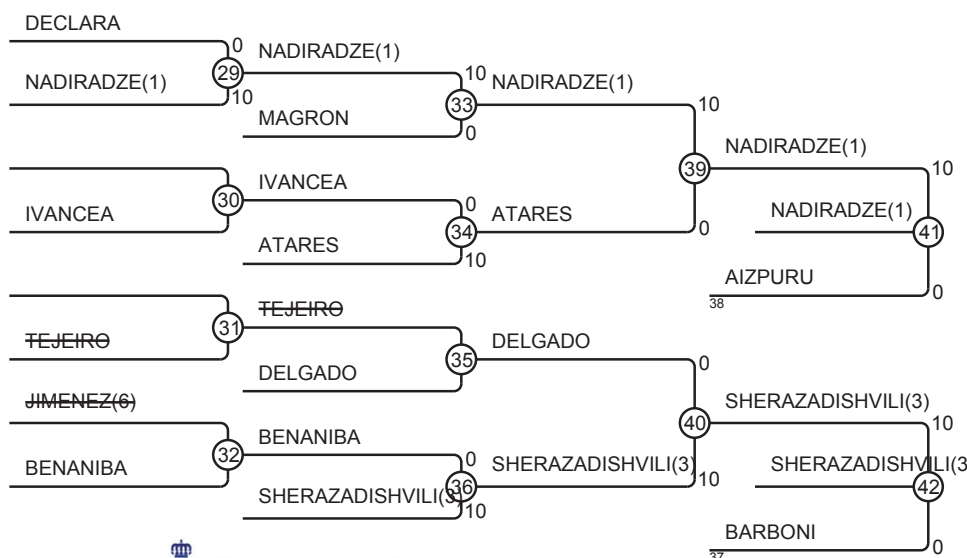 DECLARA
0
NADIRADZE(1)
29
10
NADIRADZE(1)
10
MAGRON
33
0
NADIRADZE(1)
10
IVANCEA
30
IVANCEA
0
ATARES
34
10
ATARES
0
39
NADIRADZE(1)
10
NADIRADZE(1)
41
AIZPURU
38
0
TEJEIRO
31
TEJEIRO
DELGADO
35
DELGADO
0
JIMENEZ(6)
BENANIBA
32
BENANIBA
0
SHERAZADISHVILI(3)
36
10
SHERAZADISHVILI(3)
10
40
SHERAZADISHVILI(3)
10
SHERAZADISHVILI(3
42
BARBONI
37
0